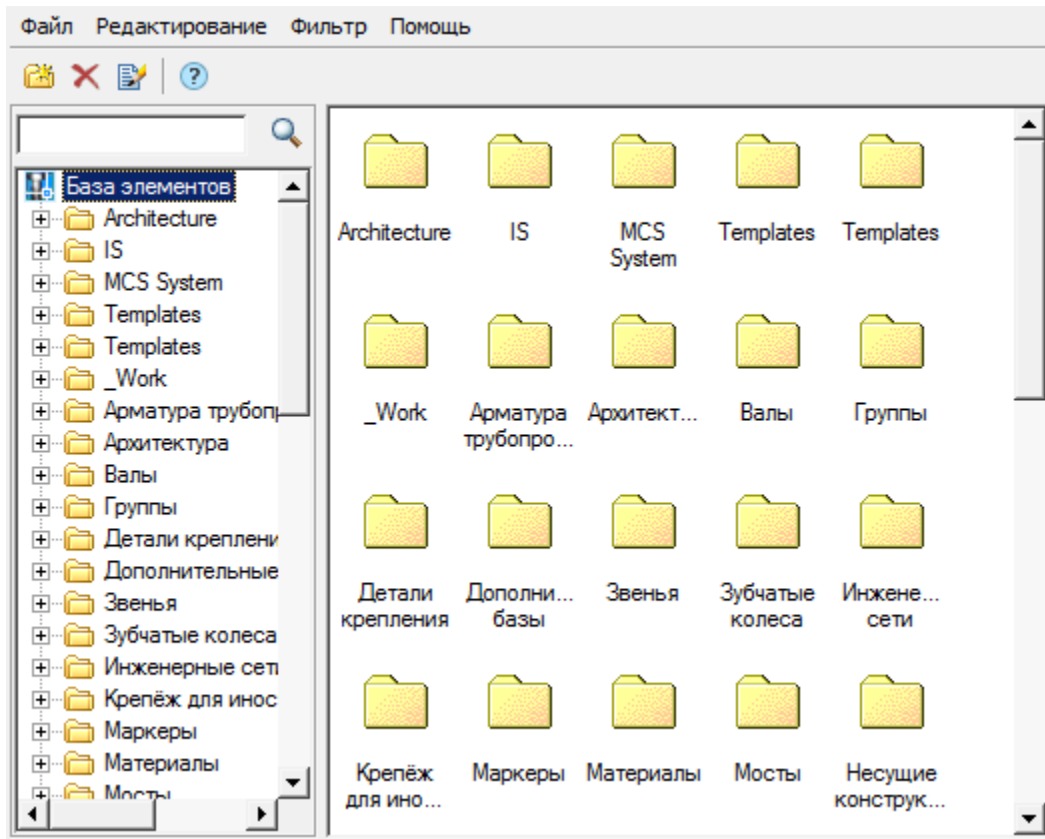 Файл Редактирование Фильтр Помощь
База элементов
Architecture
IS
MCS System
Templates
Templates
_Work
Арматура трубопр
Архитектура
Валы
Группы
Детали креплени
Дополнительные
Звенья
Зубчатые колеса
Инженерные сети
Крепёж для инос
Маркеры
Материалы
Мосты
Architecture IS MCS Templates Templates
System
_Work Арматура Архитект... Валы Группы
трубопро...
Детали Дополни... Звенья Зубчатые Инжене...
крепления базы колеса сети
Крепёж Маркеры Материалы Мосты Несущие
для ино... конструк...